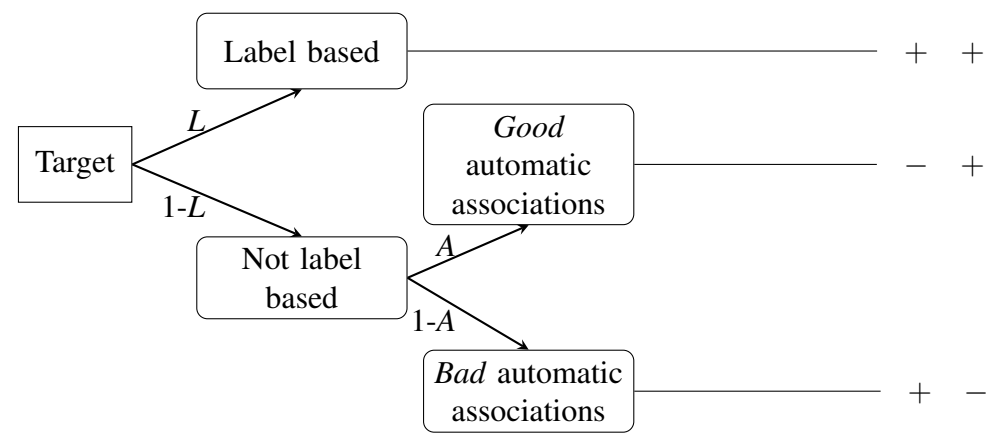 Label based
+ +
L
Target
Good
automatic
associations
− +
1-L
Not label
based
A
1-A
Bad automatic
associations
+ −